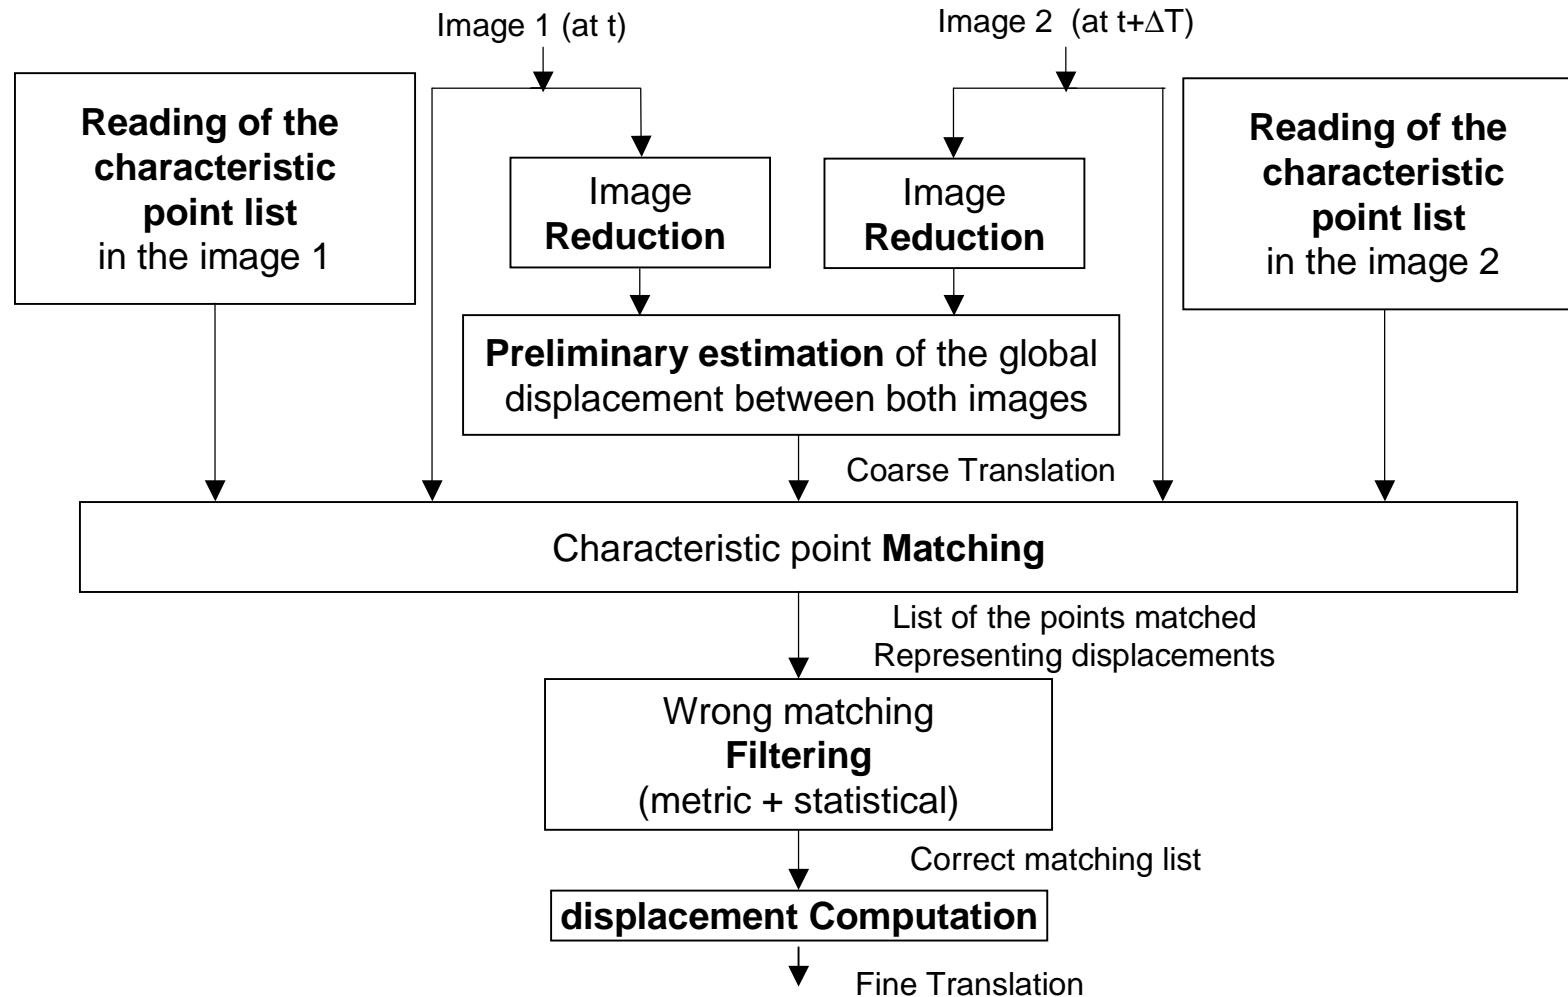 Image 1 (at t)
Image 2 (at t+ΔT)
Reading of the
characteristic
point list
in the image 1
Image
Reduction
Image
Reduction
Reading of the
characteristic
point list
in the image 2
Preliminary estimation of the global
displacement between both images
Coarse Translation
Characteristic point Matching
List of the points matched
Representing displacements
Wrong matching
Filtering
(metric + statistical)
Correct matching list
displacement Computation
Fine Translation